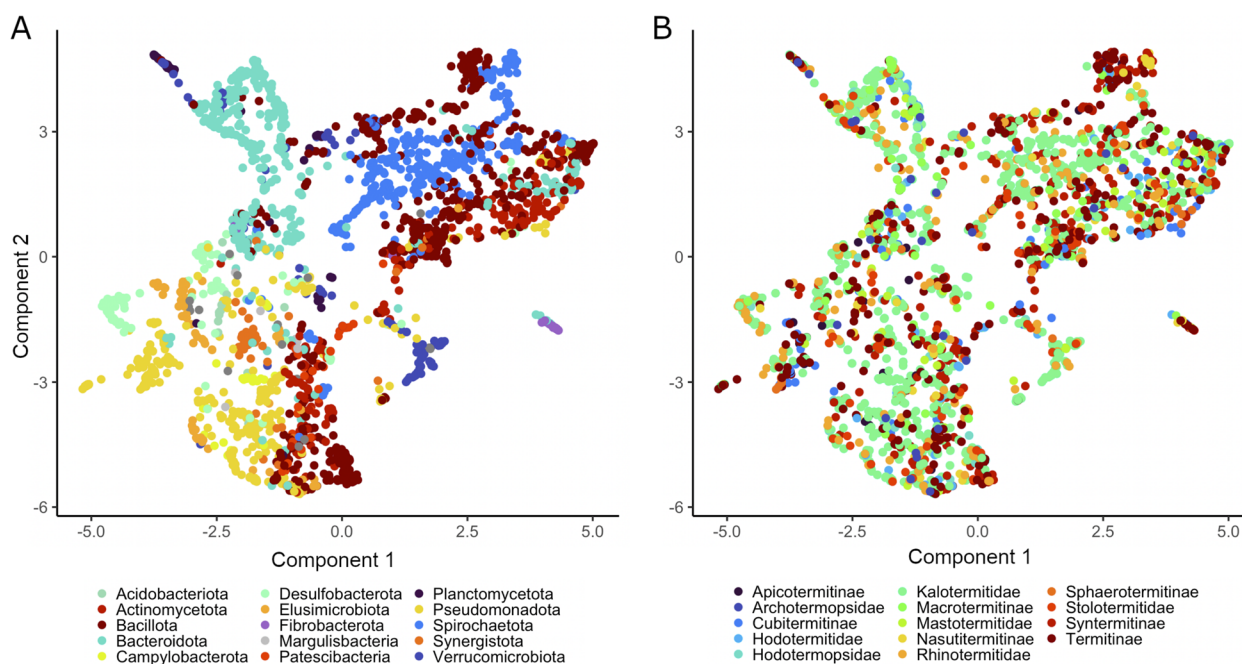 A
B
Component 2
3
0
-3
-6
3
0
-3
-6
-5.0 -2.5 0.0 2.5 5.0
-5.0 -2.5 0.0 2.5 5.0
Component 1
Component 1
Acidobacteriota Desulfobacterota Planctomycetota
Actinomycetota Elusimicrobiota Pseudomonadota
Bacillota Fibrobacterota Spirochaetota
Bacteroidota Margulisbacteria Synergistota
Campylobacterota Patescibacteria Verrucomicrobiota
Apicotermitinae Kalotermitidae Sphaerotermitinae
Archotermopsidae Macrotermitinae Stolotermitidae
Cubitermitinae Mastotermitidae Syntermitinae
Hodotermitidae Nasutitermitinae Termitinae
Hodotermopsidae Rhinotermitidae